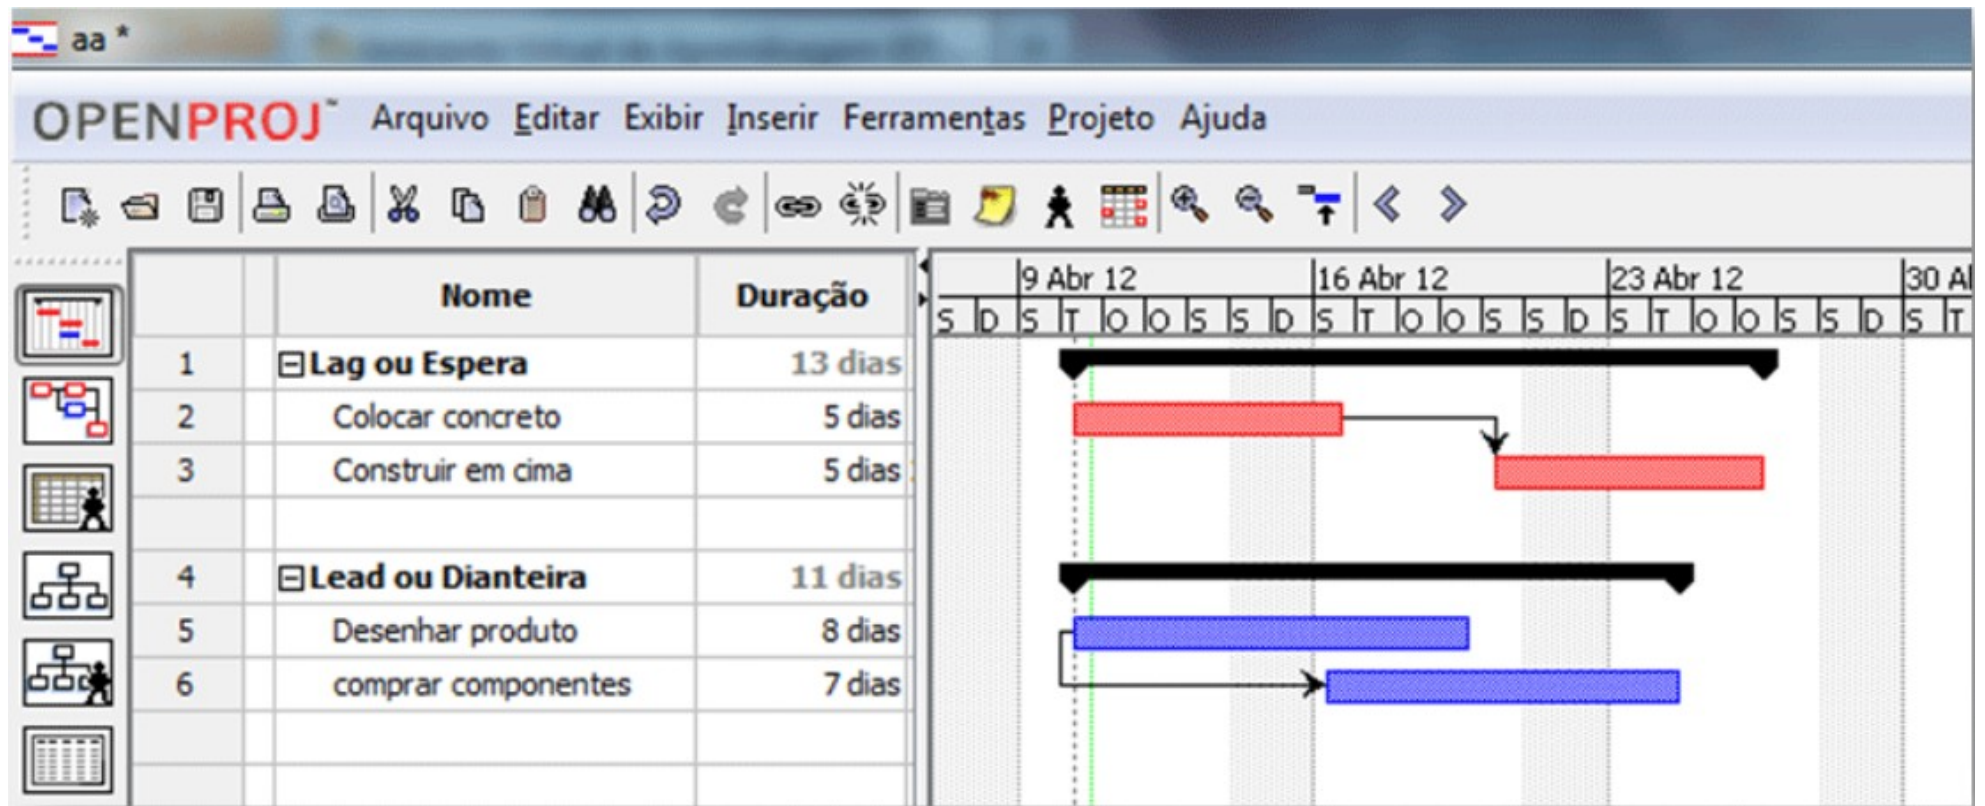 aa *
OPENPROJ™ Arquivo Editar Exibir Inserir Ferramentas Projeto Ajuda
Nome Duração
9 Abr 12 16 Abr 12 23 Abr 12 30 A
S D S T Q Q S S D S T Q Q S S D S T Q Q S S D S T
1 Lag ou Espera 13 dias
2 Colocar concreto 5 dias
3 Construir em cima 5 dias
4 Lead ou Dianteira 11 dias
5 Desenhar produto 8 dias
6 comprar componentes 7 dias